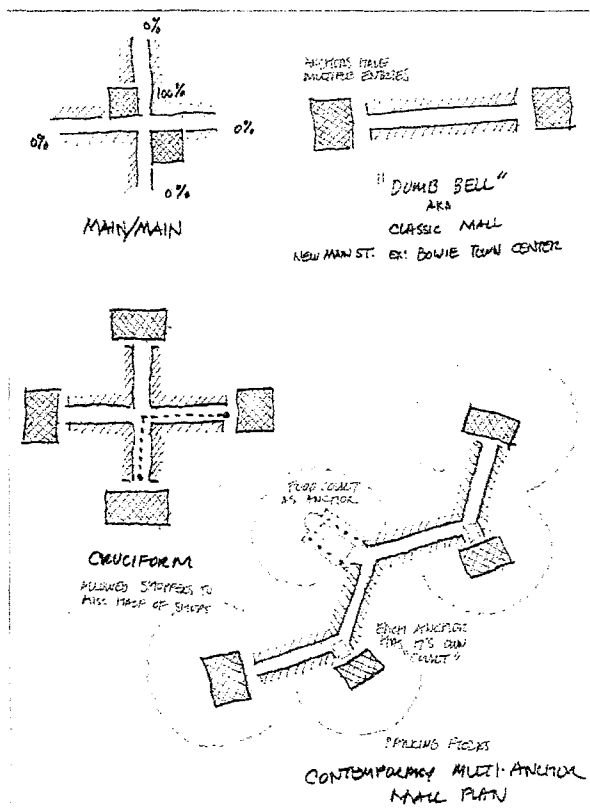 0%
100%
0%
0%
0%
MAIN/MAIN
ANCHORS HAVE
MULTIPLE ENTRIES
"DUMB BELL"
AKA
CLASSIC MALL
NEW MAIN ST. EX: BOWIE TOWN CENTER
CRUCIFORM
ALLOWED SHOPPERS TO
MISS HALF OF SHOPS
FOOD COURT
AS ANCHOR
EACH ANCHOR
HAS IT'S OWN
"COURT"
PARKING FIELDS
CONTEMPORARY MULTI-ANCHOR
MALL PLAN